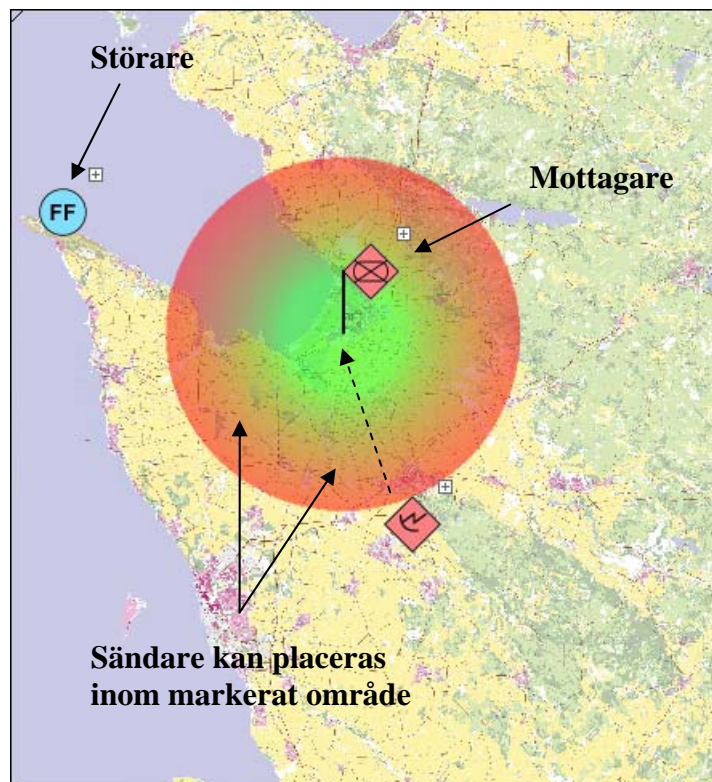 Störare
FF
Mottagare
Sändare kan placeras
inom markerat område